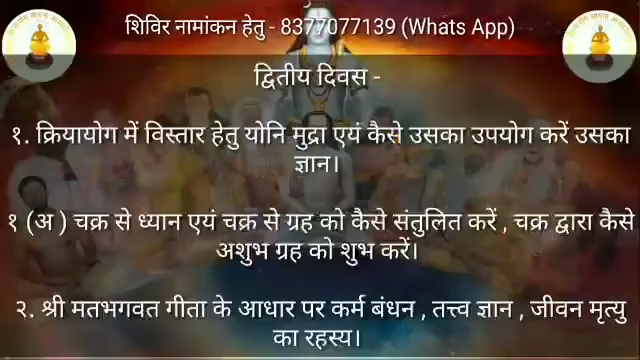 शिविर नामांकन हेतु - 8377077139 (Whats App)
द्वितीय दिवस -
१. क्रियायोग में विस्तार हेतु योनि मुद्रा एयं कैसे उसका उपयोग करें उसका
ज्ञान।
१ (अ ) चक्र से ध्यान एयं चक्र से ग्रह को कैसे संतुलित करें , चक्र द्वारा कैसे
अशुभ ग्रह को शुभ करें।
२. श्री मतभगवत गीता के आधार पर कर्म बंधन , तत्त्व ज्ञान , जीवन मृत्यु
का रहस्य।